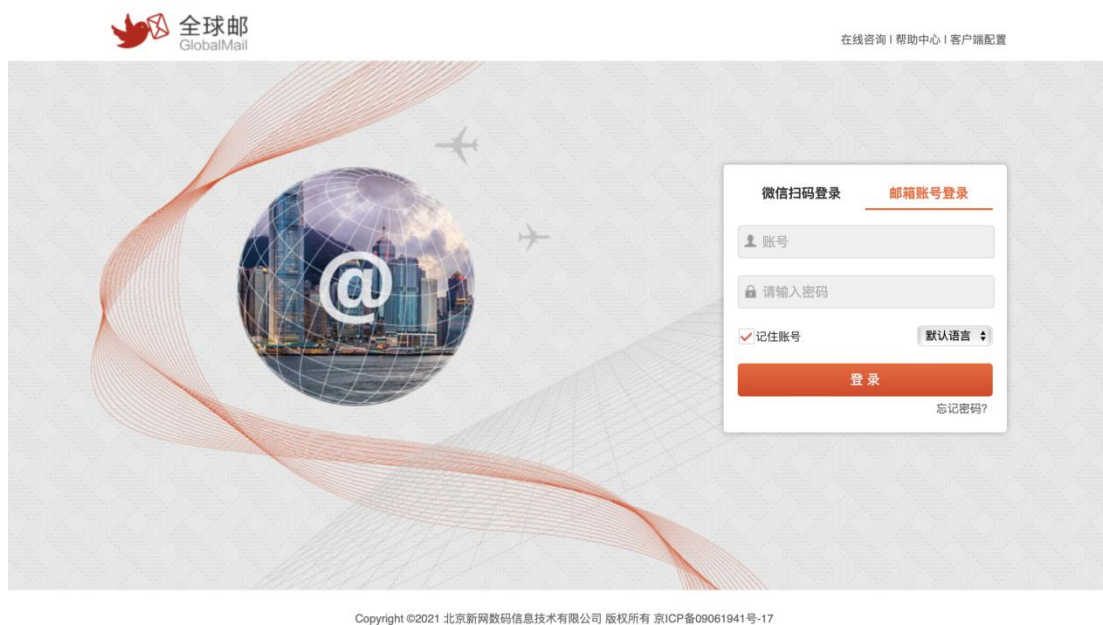 全球邮
GlobalMail
在线咨询 | 帮助中心 | 客户端配置
微信扫码登录 邮箱账号登录
账号
@
请输入密码
记住账号 默认语言
登 录
忘记密码?
Copyright ©2021 北京新网数码信息技术有限公司 版权所有 京ICP备09061941号-17